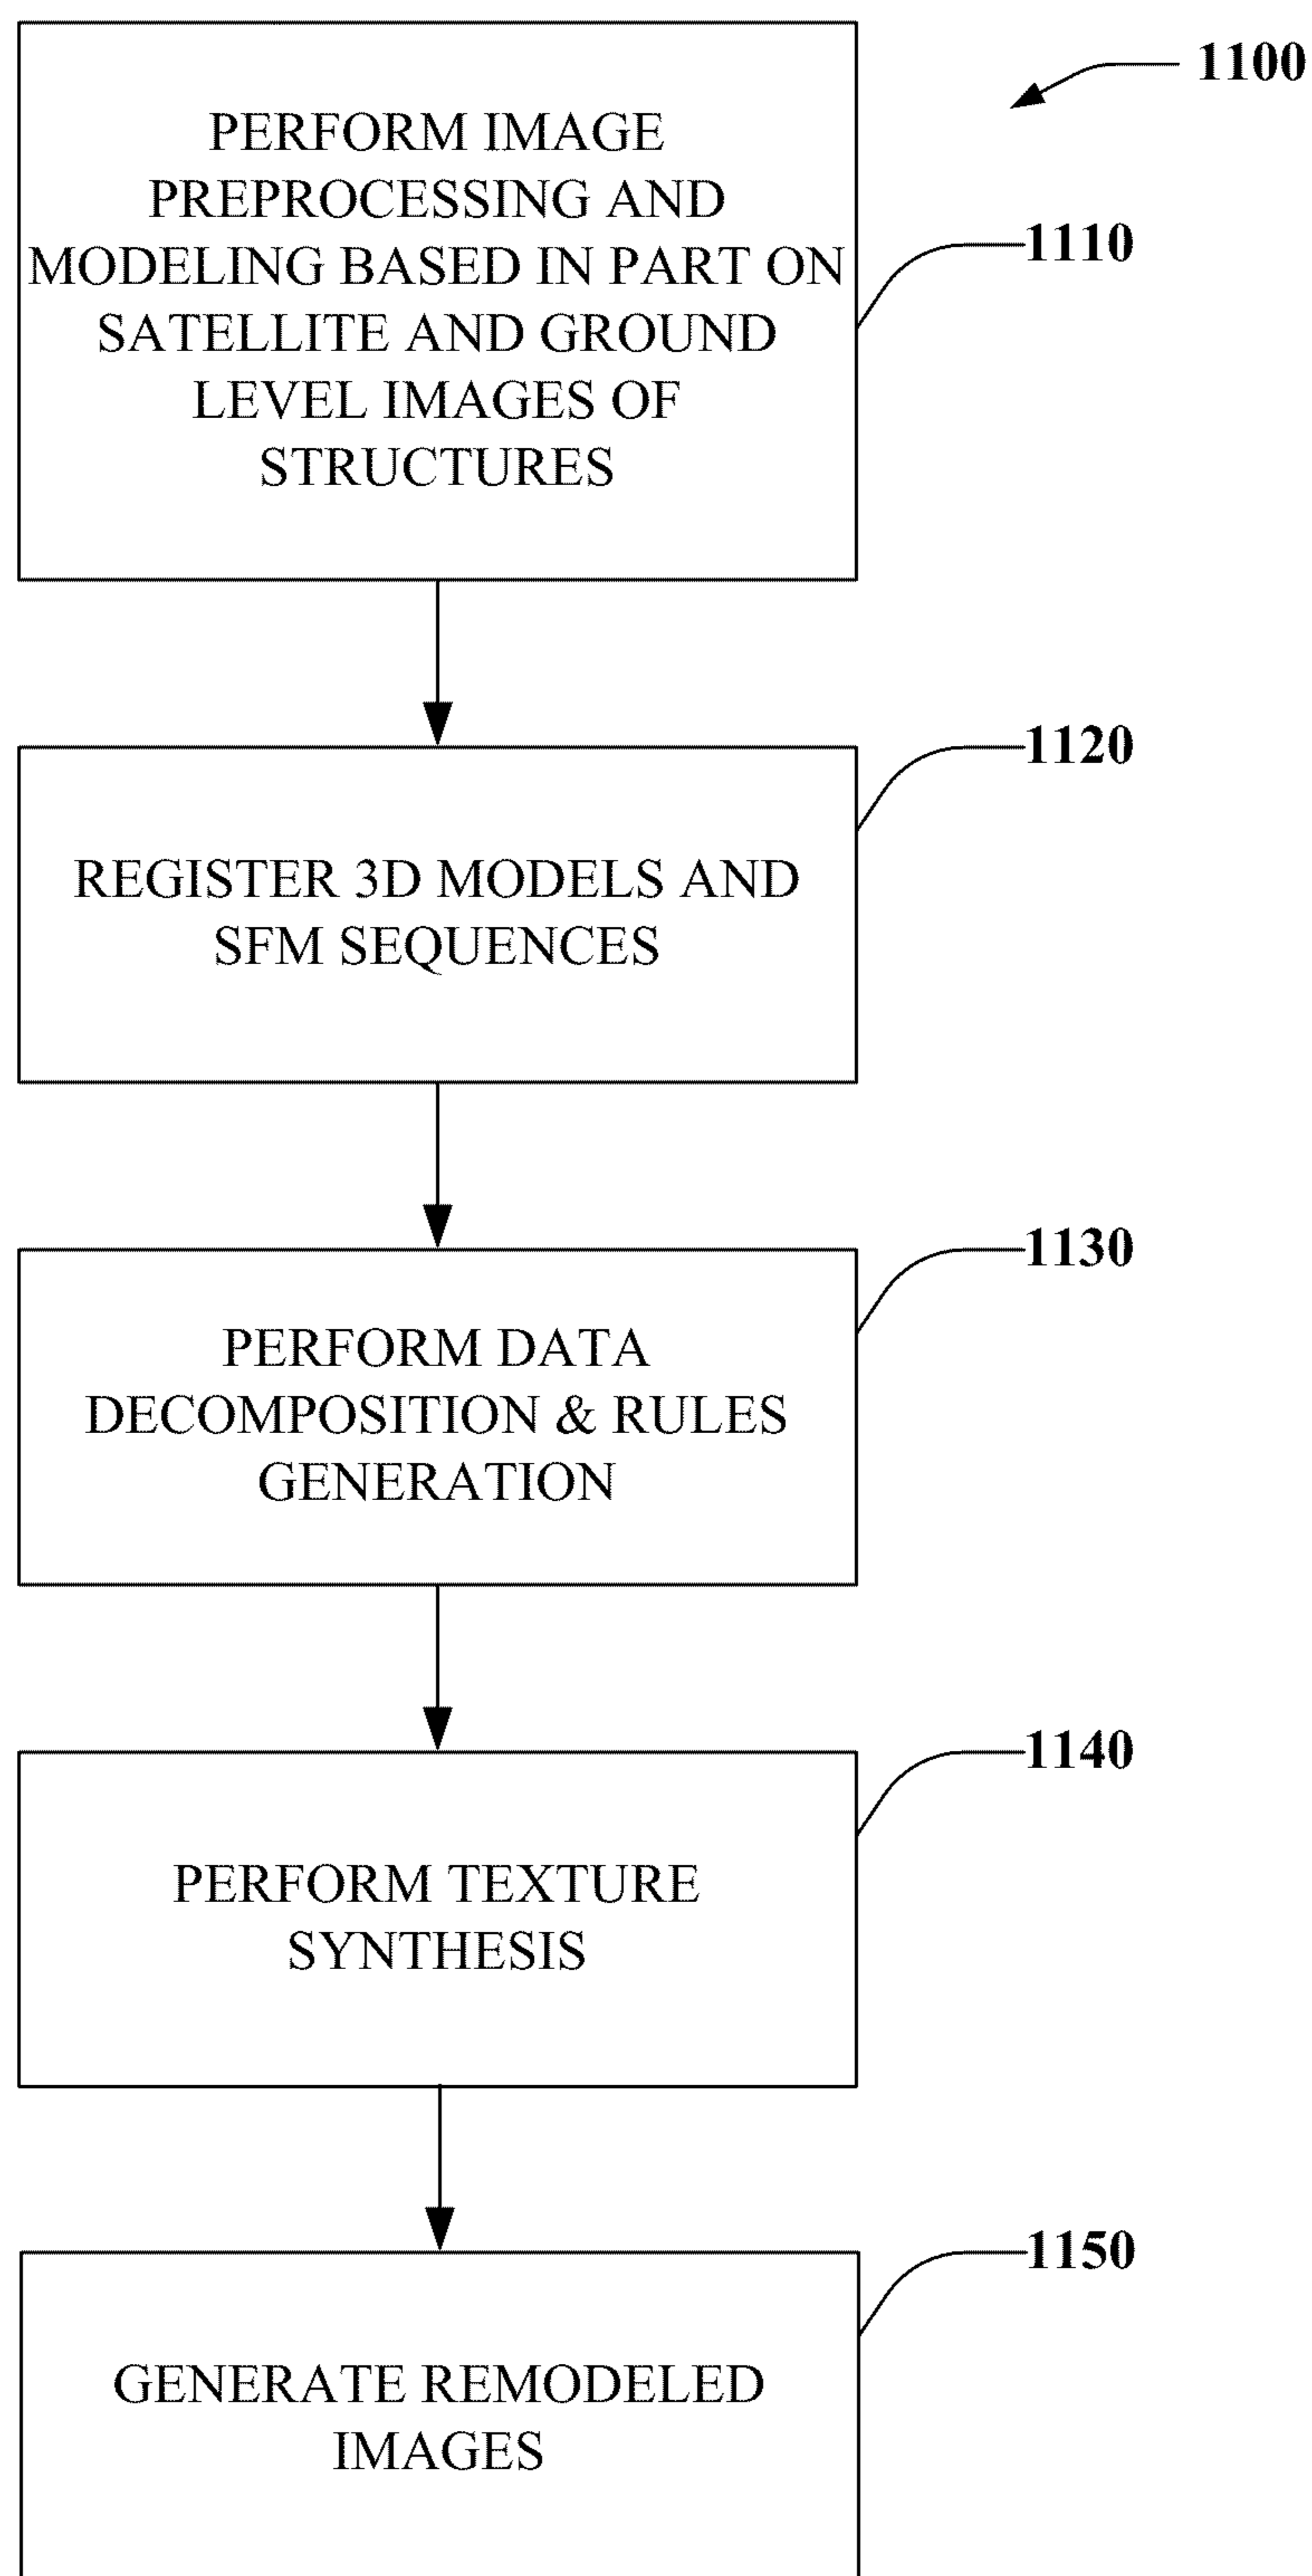 1100
PERFORM IMAGE
PREPROCESSING AND
MODELING BASED IN PART ON
SATELLITE AND GROUND
LEVEL IMAGES OF
STRUCTURES
1110
REGISTER 3D MODELS AND
SFM SEQUENCES
1120
PERFORM DATA
DECOMPOSITION & RULES
GENERATION
1130
PERFORM TEXTURE
SYNTHESIS
1140
GENERATE REMODELED
IMAGES
1150